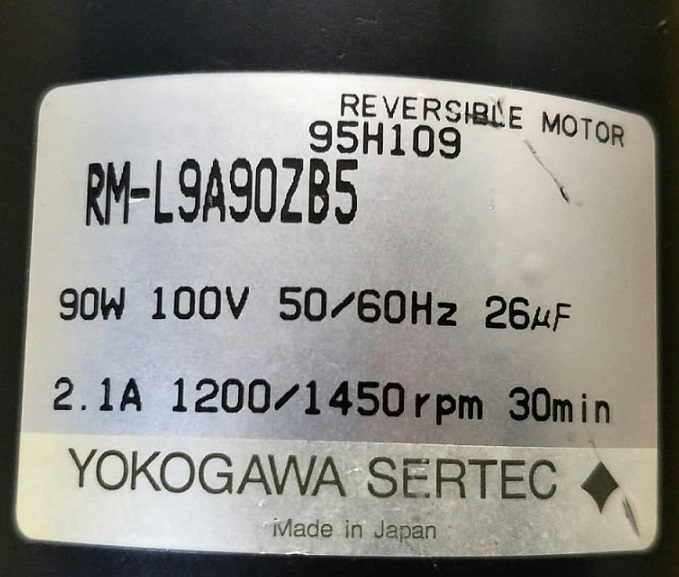 REVERSIBLE MOTOR
95H109
RM-L9A90ZB5
90W 100V 50/60Hz 26μF
2.1A 1200/1450rpm 30min
YOKOGAWA SERTEC
Made in Japan